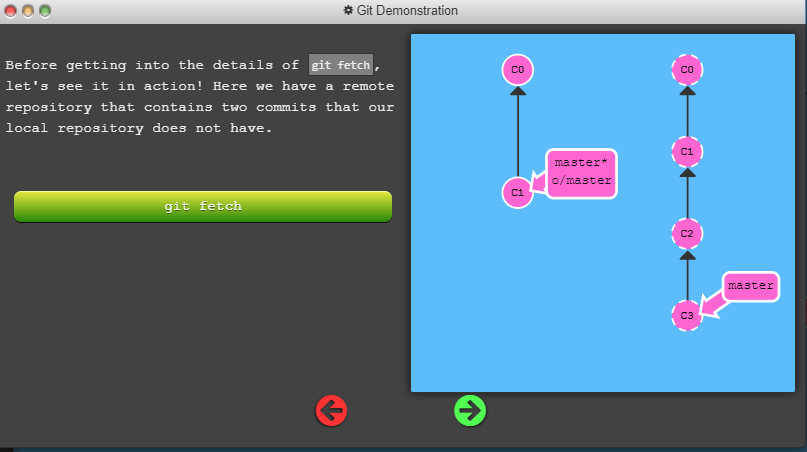 Git Demonstration
Before getting into the details of git fetch,
let's see it in action! Here we have a remote
repository that contains two commits that our
local repository does not have.
git fetch
C0
C1
master*
o/master
C0
C1
C2
C3
master